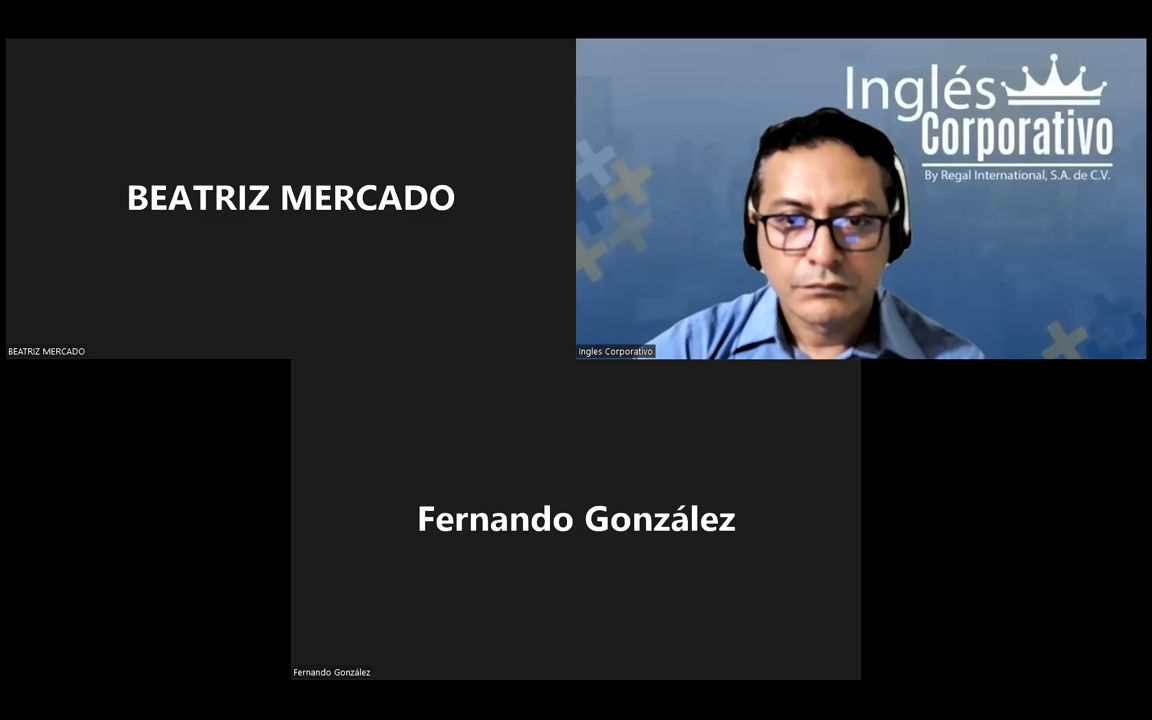 BEATRIZ MERCADO
BEATRIZ MERCADO
Inglés
Corporativo
By Regal International, S.A. de C.V.
Ingles Corporativo
Fernando González
Fernando González